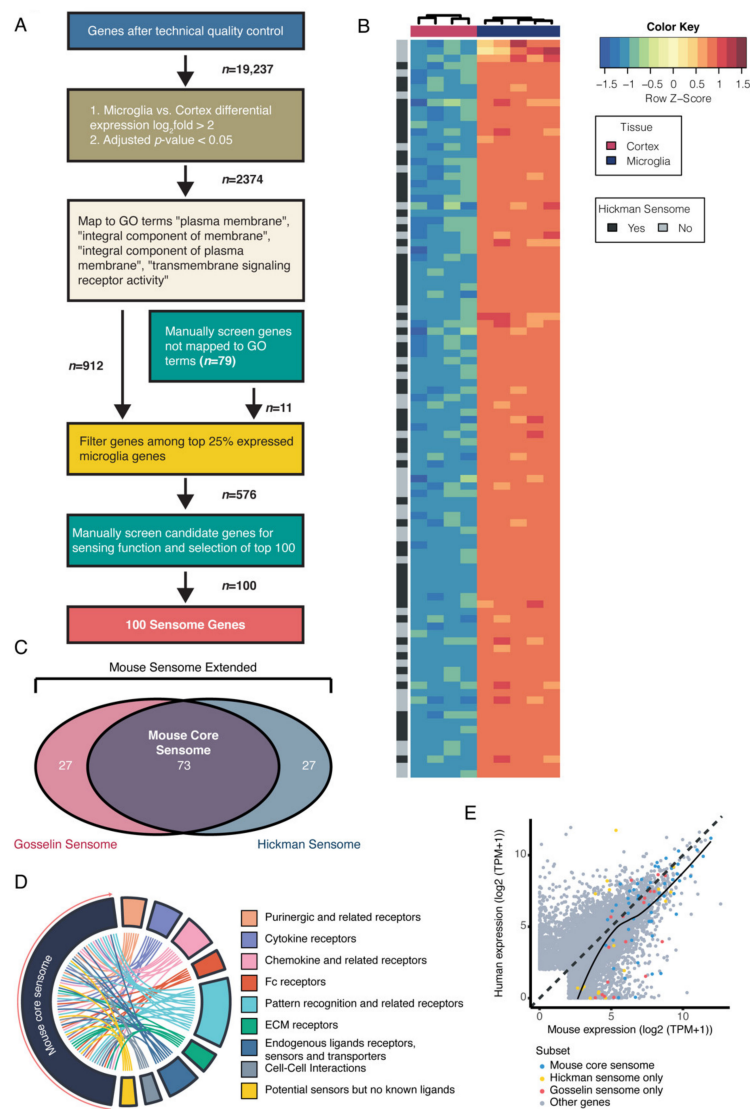 A
Genes after technical quality control
n=19,237
1. Microglia vs. Cortex differential
expression log2fold > 2
2. Adjusted p-value < 0.05
n=2374
Map to GO terms "plasma membrane",
"integral component of membrane",
"integral component of plasma
membrane", "transmembrane signaling
receptor activity"
n=912
Manually screen genes
not mapped to GO
terms (n=79)
n=11
Filter genes among top 25% expressed
microglia genes
n=576
Manually screen candidate genes for
sensing function and selection of top 100
n=100
100 Sensome Genes
B
Color Key
−1.5 −1 −0.5 0 0.5 1 1.5
Row Z-Score
Tissue
Cortex
Microglia
Hickman Sensome
Yes No
C
Mouse Sensome Extended
Mouse Core
Sensome
27 73 27
Gosselin Sensome Hickman Sensome
D
Mouse core sensome
Purinergic and related receptors
Cytokine receptors
Chemokine and related receptors
Fc receptors
Pattern recognition and related receptors
ECM receptors
Endogenous ligands receptors,
sensors and transporters
Cell-Cell Interactions
Potential sensors but no known ligands
E
Human expression (log2 (TPM+1))
10
5
0
0 5 10
Mouse expression (log2 (TPM+1))
Subset
Mouse core sensome
Hickman sensome only
Gosselin sensome only
Other genes